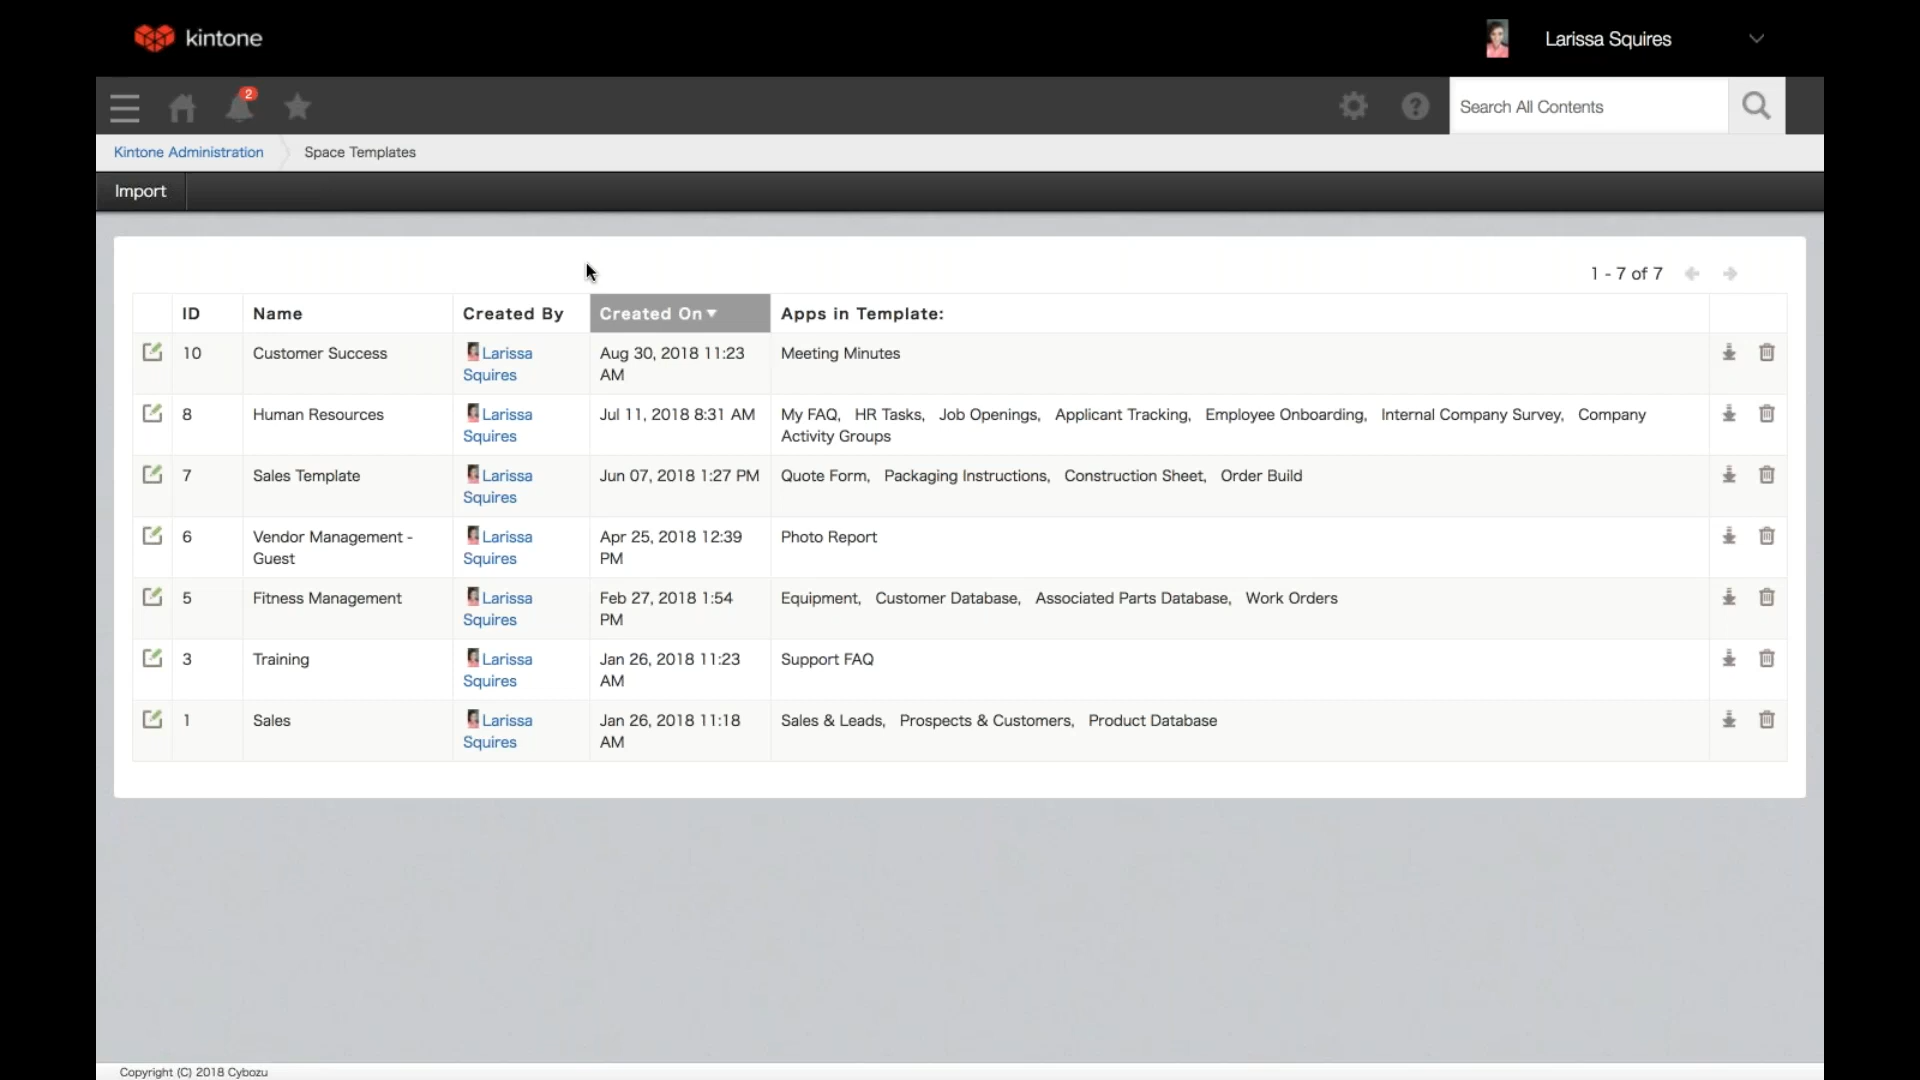 kintone
Larissa Squires
2
Search All Contents
Kintone Administration
Space Templates
Import
1 - 7 of 7
ID Name Created By Created On▼ Apps in Template:
10 Customer Success Larissa Squires Aug 30, 2018 11:23 AM Meeting Minutes
8 Human Resources Larissa Squires Jul 11, 2018 8:31 AM My FAQ, HR Tasks, Job Openings, Applicant Tracking, Employee Onboarding, Internal Company Survey, Company Activity Groups
7 Sales Template Larissa Squires Jun 07, 2018 1:27 PM Quote Form, Packaging Instructions, Construction Sheet, Order Build
6 Vendor Management - Guest Larissa Squires Apr 25, 2018 12:39 PM Photo Report
5 Fitness Management Larissa Squires Feb 27, 2018 1:54 PM Equipment, Customer Database, Associated Parts Database, Work Orders
3 Training Larissa Squires Jan 26, 2018 11:23 AM Support FAQ
1 Sales Larissa Squires Jan 26, 2018 11:18 AM Sales & Leads, Prospects & Customers, Product Database
Copyright (C) 2018 Cybozu